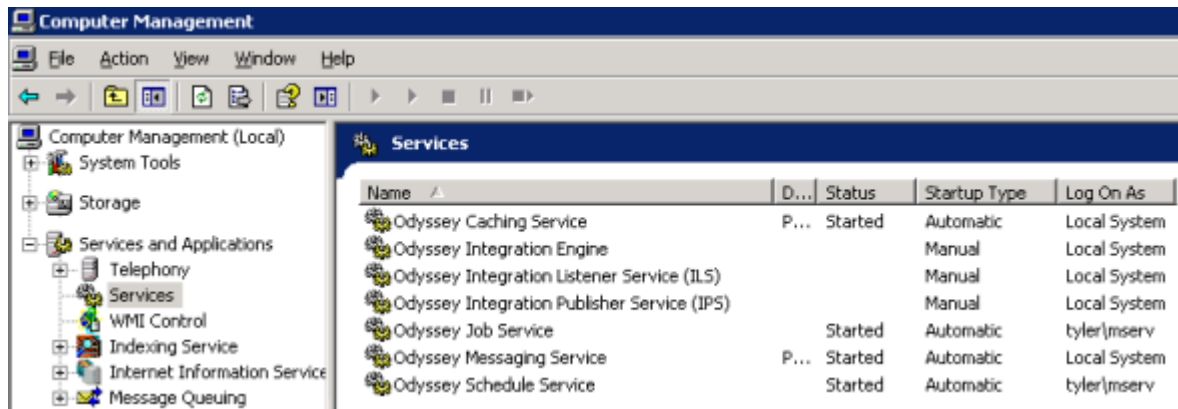 Computer Management
File Action View Window Help
Computer Management (Local)
System Tools
Storage
Services and Applications
Telephony
Services
WMI Control
Indexing Service
Internet Information Service
Message Queuing
Services
Name D... Status Startup Type Log On As
Odyssey Caching Service P... Started Automatic Local System
Odyssey Integration Engine Manual Local System
Odyssey Integration Listener Service (ILS) Manual Local System
Odyssey Integration Publisher Service (IPS) Manual Local System
Odyssey Job Service Started Automatic tyler\mserv
Odyssey Messaging Service P... Started Automatic Local System
Odyssey Schedule Service Started Automatic tyler\mserv